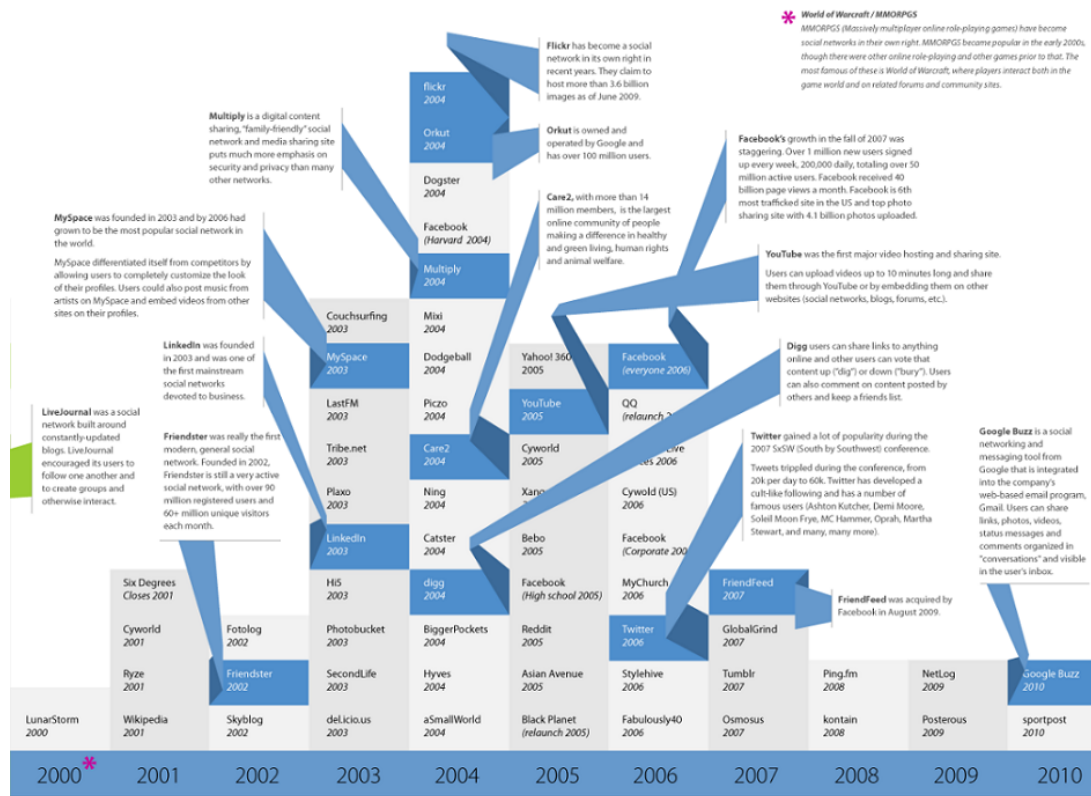 World of Warcraft / MMORPGS
MMORPGS (Massively multiplayer online role-playing games) have become
social networks in their own right. MMORPGS became popular in the early 2000s,
though there were other online role-playing and other games prior to that. The
most famous of these is World of Warcraft, where players interact both in the
game world and on related forums and community sites.
Flickr has become a social
network in its own right in
recent years. They claim to
host more than 3.6 billion
images as of June 2009.
Multiply is a digital content
sharing, "family-friendly" social
network and media sharing site
puts much more emphasis on
security and privacy than many
other networks.
Orkut is owned and
operated by Google and
has over 100 million users.
Facebook's growth in the fall of 2007 was
staggering. Over 1 million new users signed
up every week, 200,000 daily, totaling over 50
million active users. Facebook received 40
billion page views a month. Facebook is 6th
most trafficked site in the US and top photo
sharing site with 4.1 billion photos uploaded.
Care2, with more than 14
million members, is the largest
online community of people
making a difference in healthy
and green living, human rights
and animal welfare.
MySpace was founded in 2003 and by 2006 had
grown to be the most popular social network in
the world.
MySpace differentiated itself from competitors by
allowing users to completely customize the look
of their profiles. Users could also post music from
artists on MySpace and embed videos from other
sites on their profiles.
YouTube was the first major video hosting and sharing site.
Users can upload videos up to 10 minutes long and share
them through YouTube or by embedding them on other
websites (social networks, blogs, forums, etc.).
LinkedIn was founded
in 2003 and was one of
the first mainstream
social networks
devoted to business.
Digg users can share links to anything
online and other users can vote that
content up ("dig") or down ("bury"). Users
can also comment on content posted by
others and keep a friends list.
LiveJournal was a social
network built around
constantly-updated
blogs. LiveJournal
encouraged its users to
follow one another and
to create groups and
otherwise interact.
Friendster was really the first
modern, general social
network. Founded in 2002,
Friendster is still a very active
social network, with over 90
million registered users and
60+ million unique visitors
each month.
Twitter gained a lot of popularity during the
2007 SxSW (South by Southwest) conference.
Tweets trippled during the conference, from
20k per day to 60k. Twitter has developed a
cult-like following and has a number of
famous users (Ashton Kutcher, Demi Moore,
Soleil Moon Frye, MC Hammer, Oprah, Martha
Stewart, and many, many more).
Google Buzz is a social
networking and
messaging tool from
Google that is integrated
into the company's
web-based email program,
Gmail. Users can share
links, photos, videos,
status messages and
comments organized in
"conversations" and visible
in the user's inbox.
FriendFeed was acquired by
Facebook in August 2009.
LunarStorm
2000
Six Degrees
Closes 2001
Cyworld
2001
Ryze
2001
Wikipedia
2001
Fotolog
2002
Friendster
2002
Skyblog
2002
Couchsurfing
2003
MySpace
2003
LastFM
2003
Tribe.net
2003
Plaxo
2003
LinkedIn
2003
Hi5
2003
Photobucket
2003
SecondLife
2003
del.icio.us
2003
flickr
2004
Orkut
2004
Dogster
2004
Facebook
(Harvard 2004)
Multiply
2004
Mixi
2004
Dodgeball
2004
Piczo
2004
Care2
2004
Ning
2004
Catster
2004
digg
2004
BiggerPockets
2004
Hyves
2004
aSmallWorld
2004
Yahoo! 360
2005
YouTube
2005
Cyworld
2005
Bebo
2005
Facebook
(High school 2005)
Reddit
2005
Asian Avenue
2005
Black Planet
(relaunch 2005)
Facebook
(everyone 2006)
QQ
(relaunch
2006
Cywold (US)
2006
Facebook
(Corporate
MyChurch
2006
Twitter
2006
Stylehive
2006
Fabulously40
2006
FriendFeed
2007
GlobalGrind
2007
Tumblr
2007
Osmosus
2007
Ping.fm
2008
kontain
2008
NetLog
2009
Posterous
2009
Google Buzz
2010
sportpost
2010
2000 2001 2002 2003 2004 2005 2006 2007 2008 2009 2010